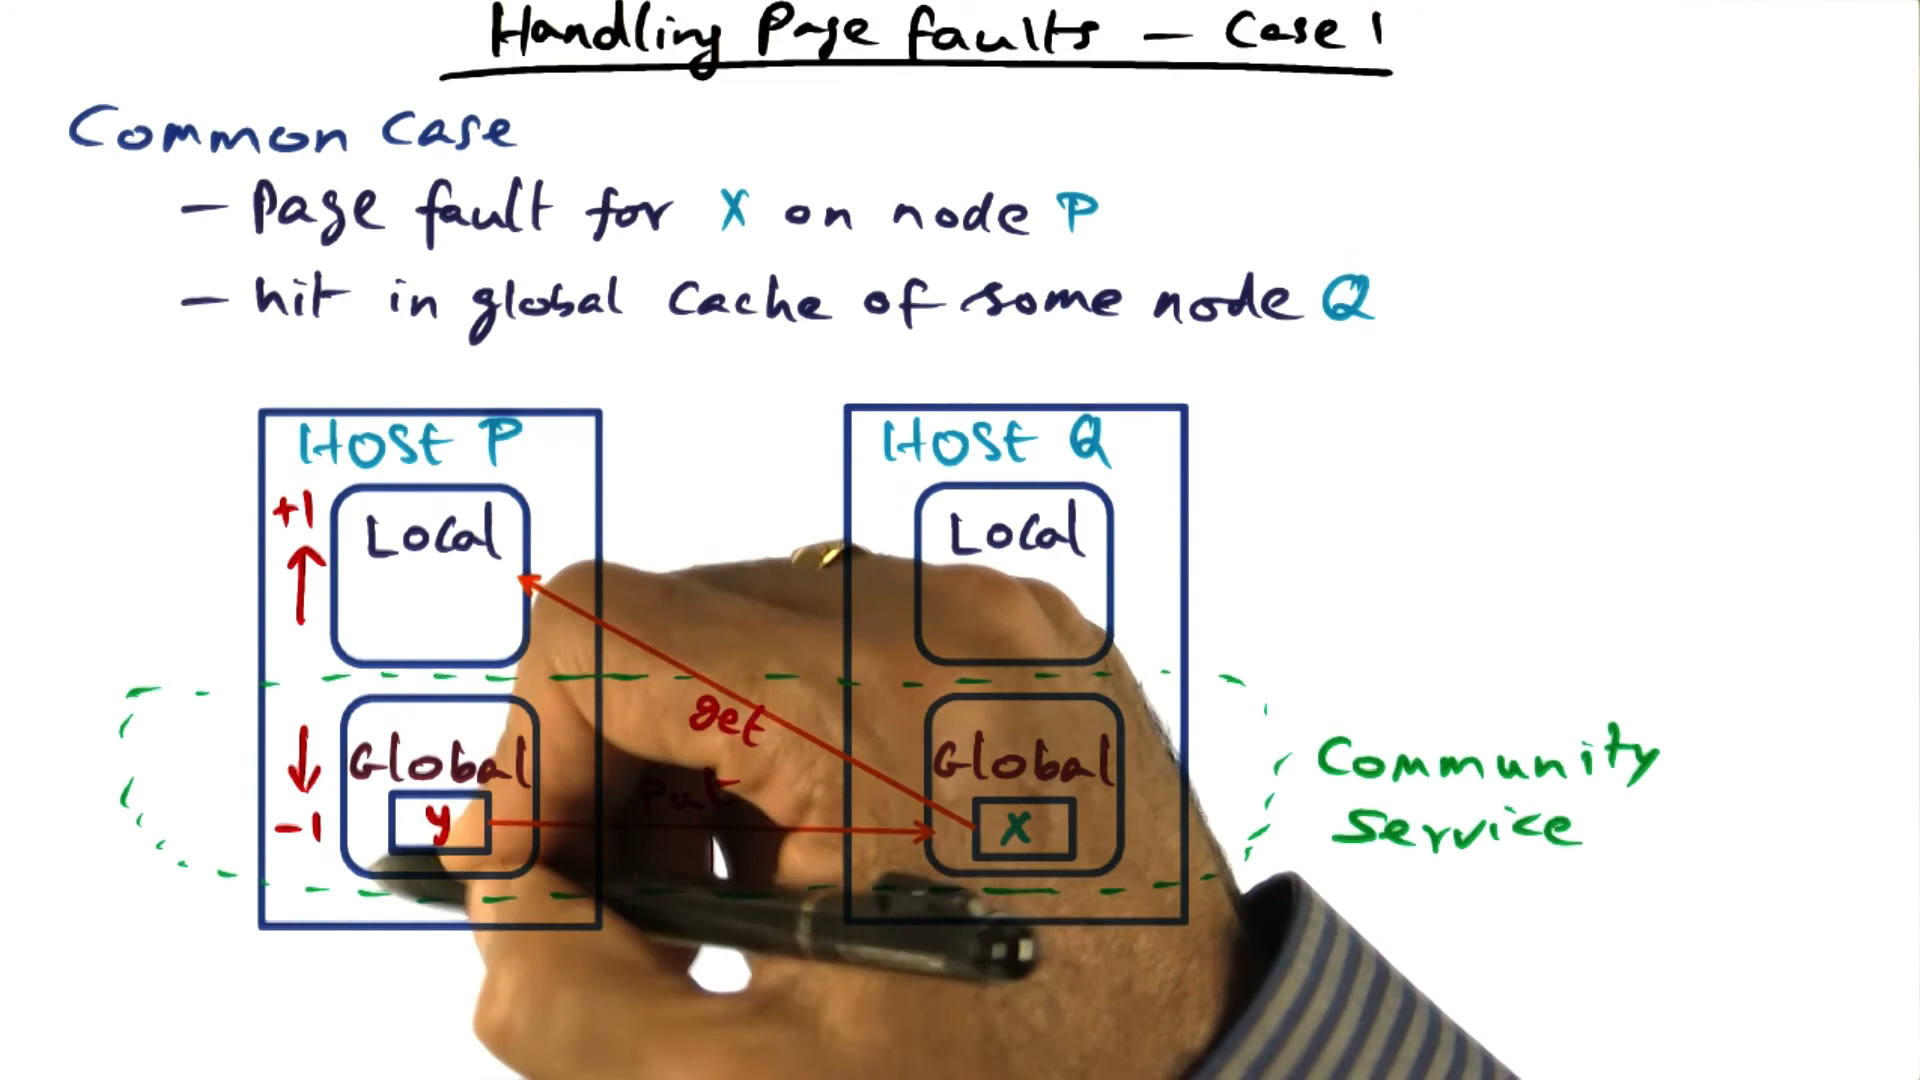 Handling Page faults - Case 1
Common Case
- Page fault for X on node P
- hit in global cache of some node Q
HOST P
HOST Q
+1
Local
Local
get
Global
Global
Community
Service
put
-1
y
X